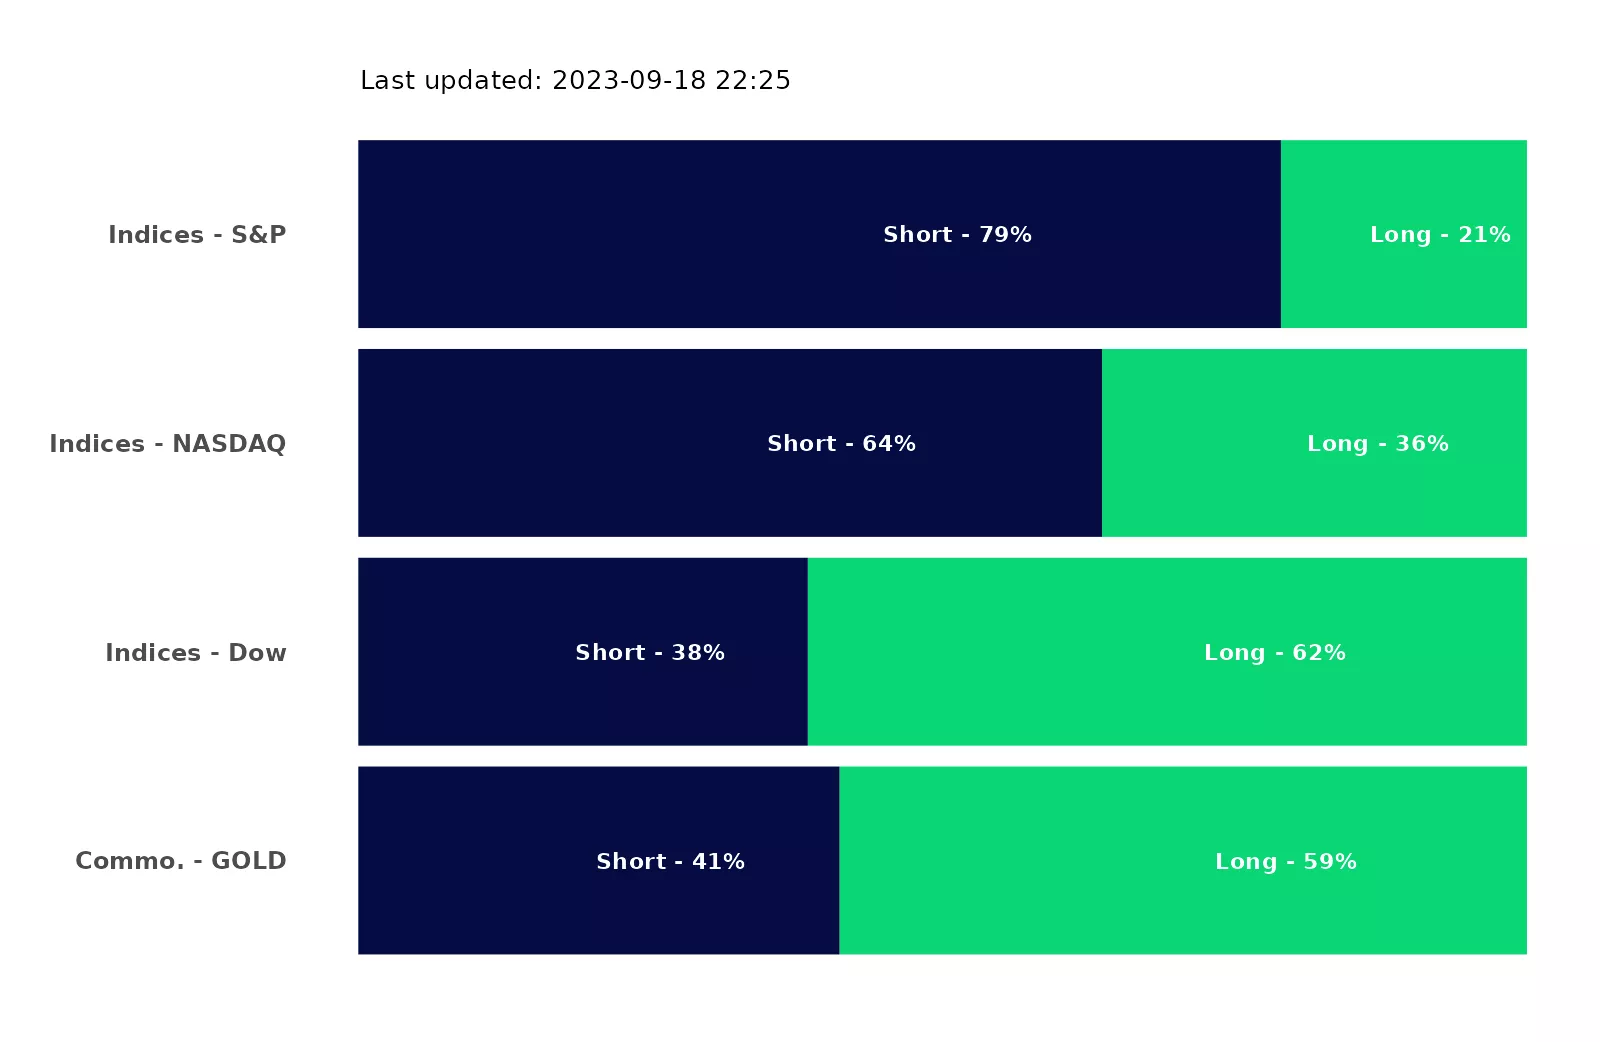 Last updated: 2023-09-18 22:25
Indices - S&P
Short - 79%
Long - 21%
Indices - NASDAQ
Short - 64%
Long - 36%
Indices - Dow
Short - 38%
Long - 62%
Commo. - GOLD
Short - 41%
Long - 59%